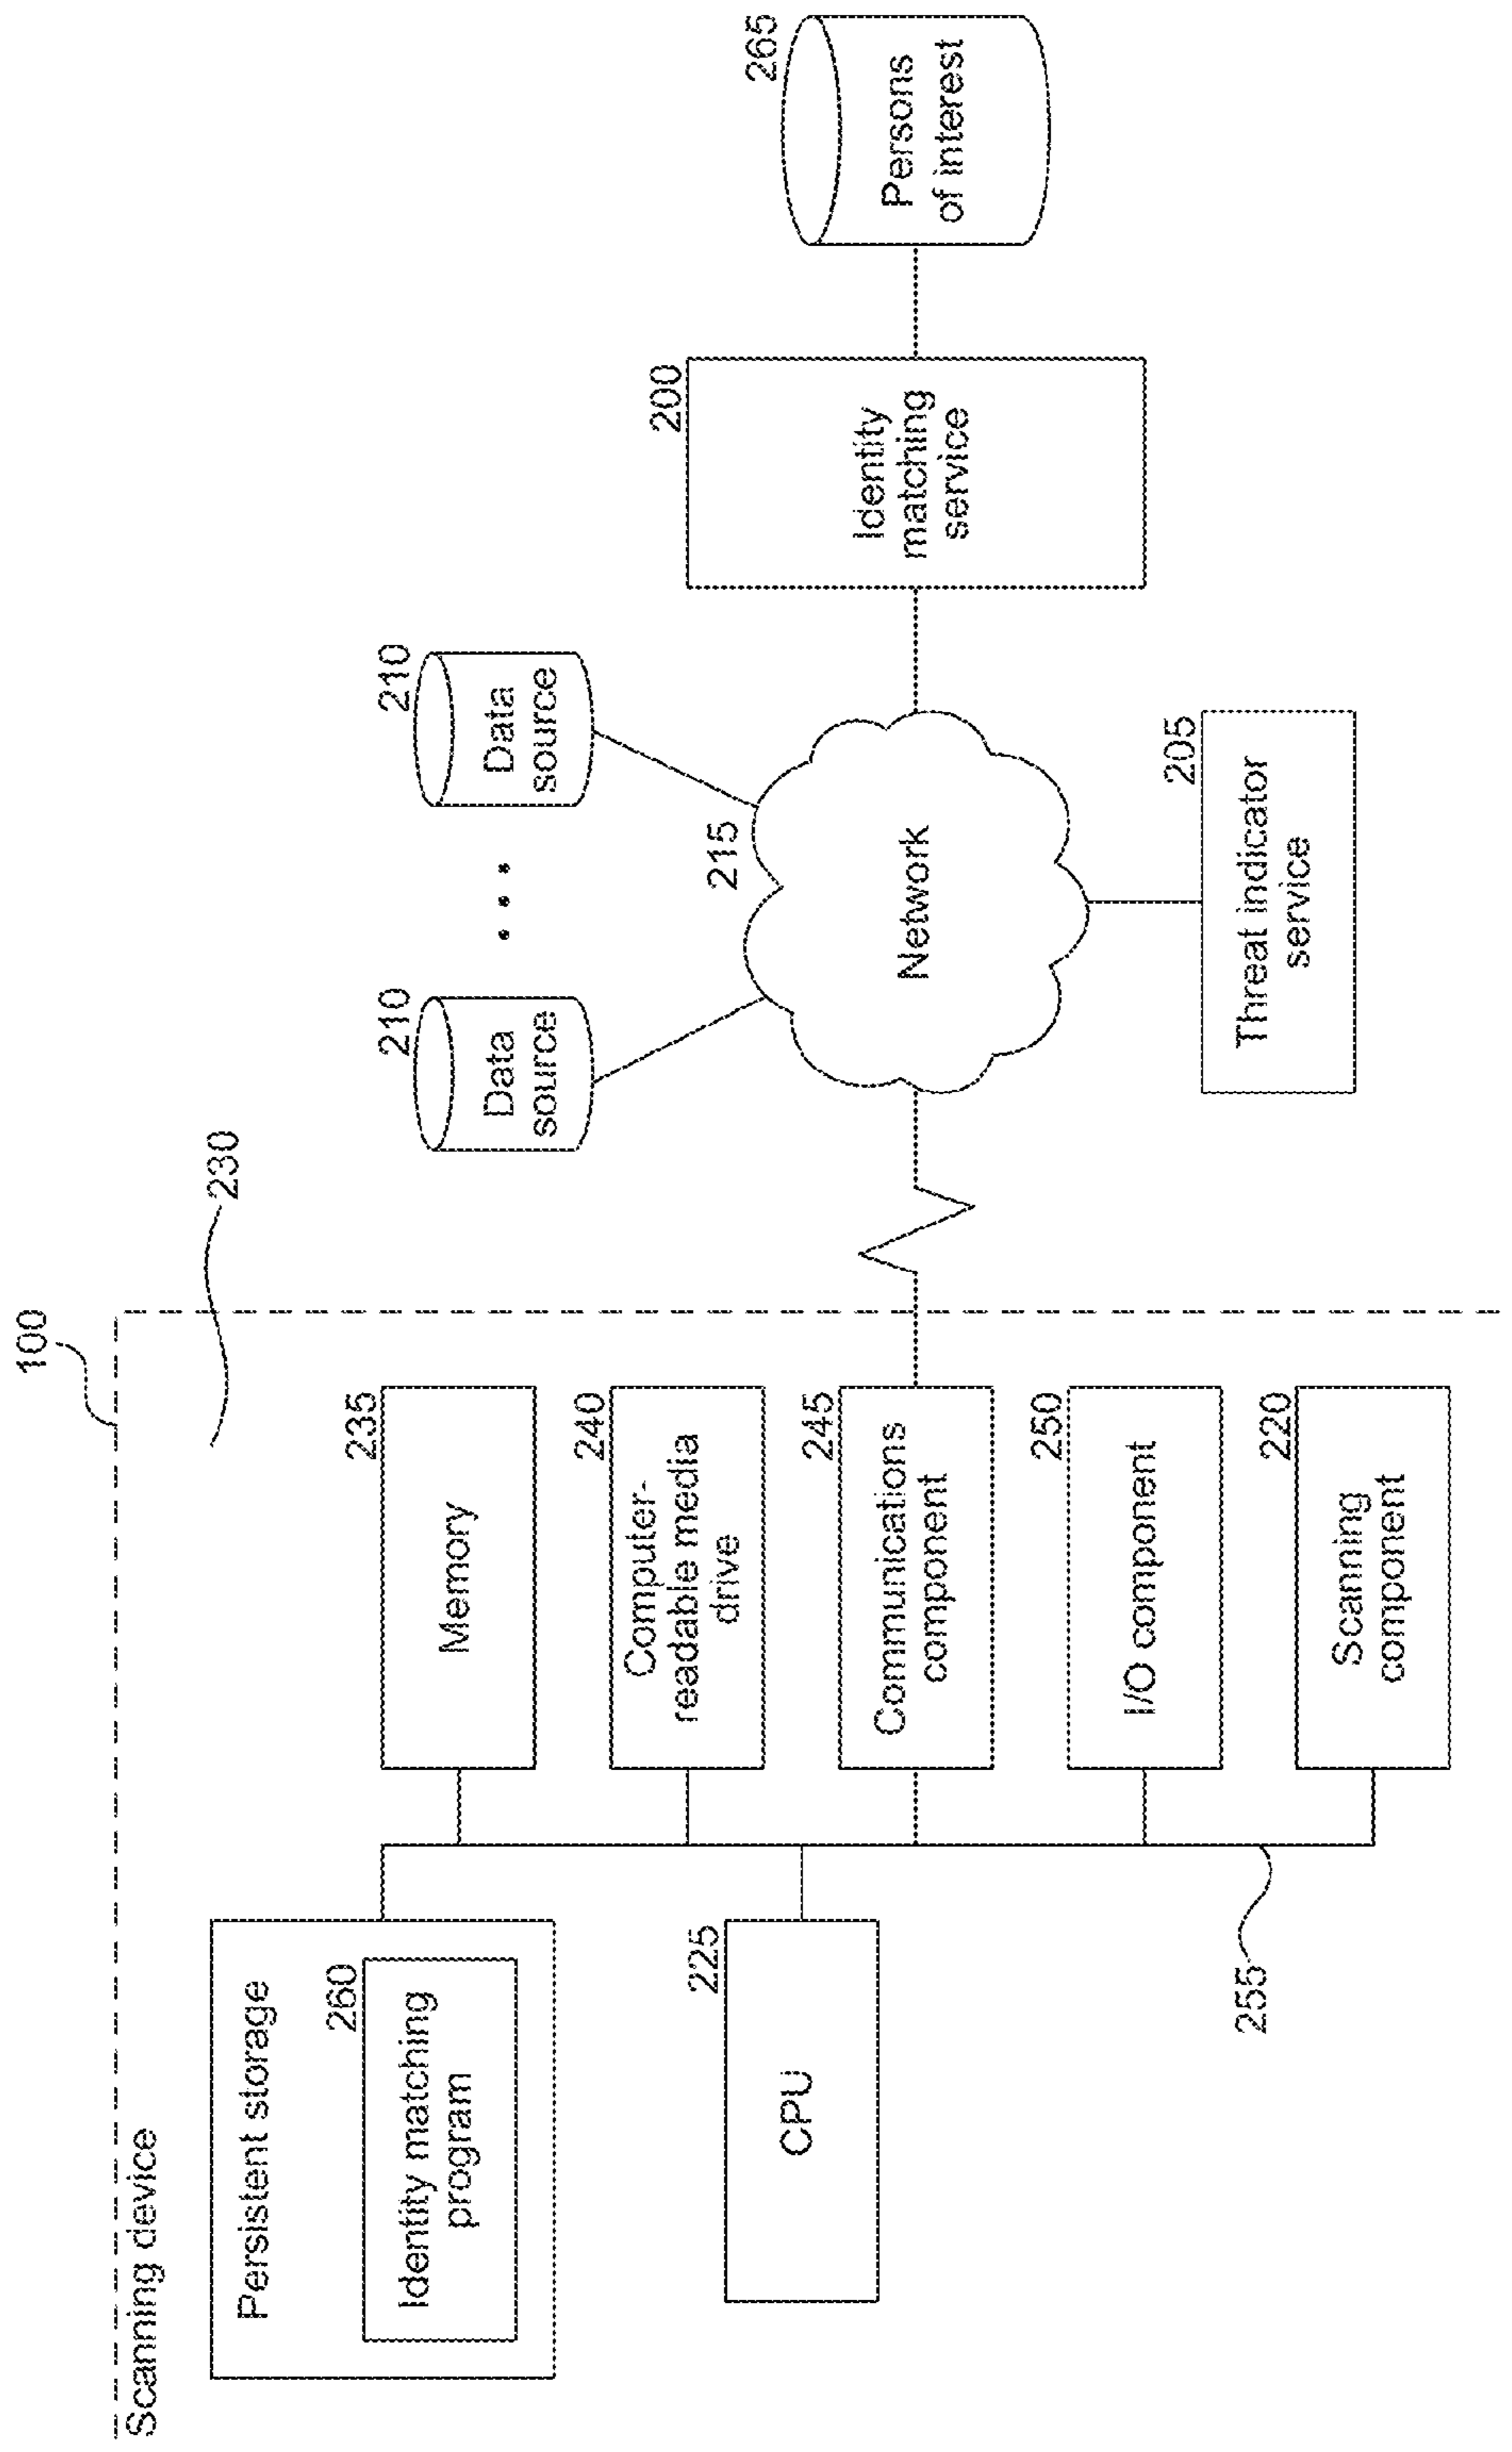 Scanning device
100
230
Persistent storage
260
Identity matching
program
225
CPU
255
235
Memory
240
Computer-
readable media
drive
245
Communications
component
250
I/O component
220
Scanning
component
210
Data
source
• • •
210
Data
source
215
Network
205
Threat indicator
service
200
Identity
matching
service
265
Persons
of interest